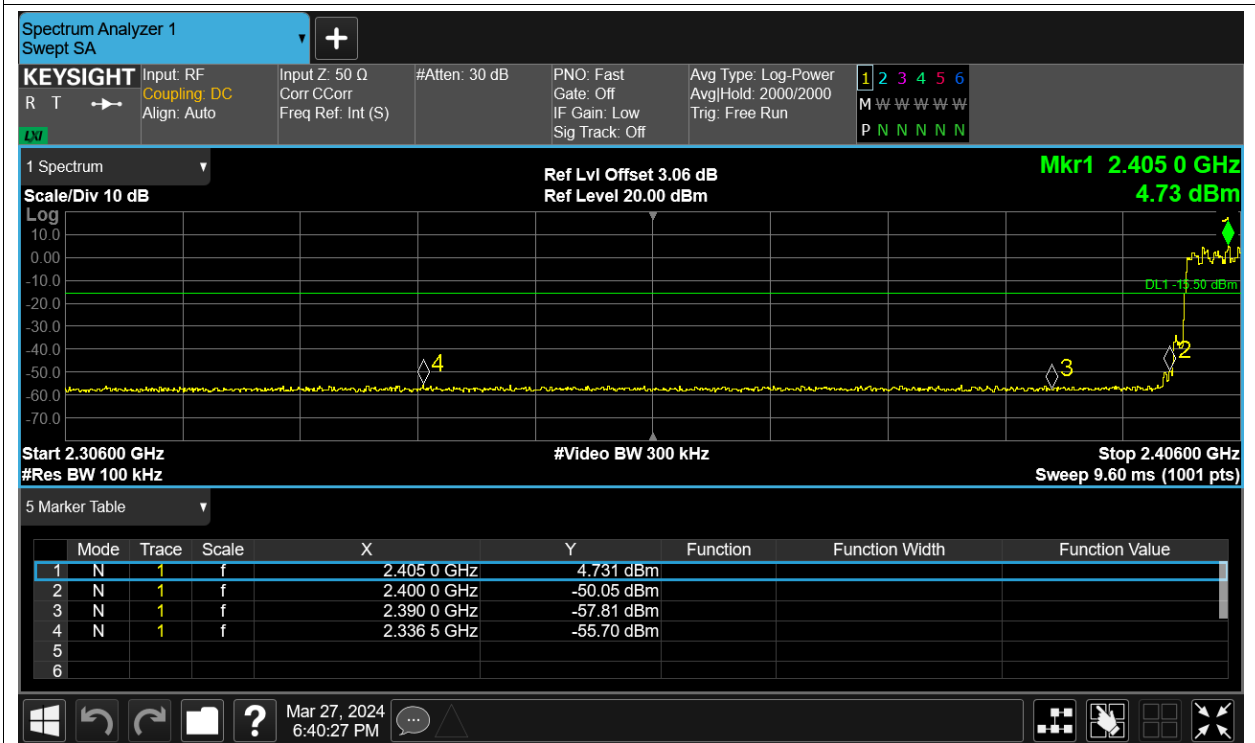 Spectrum Analyzer 1
Swept SA
KEYSIGHT Input: RF Input Z: 50 Ω #Atten: 30 dB PNO: Fast Avg Type: Log-Power 1 2 3 4 5 6
R T Coupling: DC Corr CCorr Gate: Off Avg|Hold: 2000/2000 M W W W W W
Align: Auto Freq Ref: Int (S) IF Gain: Low Trig: Free Run
LXI Sig Track: Off P N N N N N
1 Spectrum Ref Lvl Offset 3.06 dB Mkr1 2.405 0 GHz
Scale/Div 10 dB Ref Level 20.00 dBm 4.73 dBm
Log
10.0
0.00
-10.0
DL1 -15.50 dBm
-20.0
-30.0
-40.0
4 3 2
-50.0
-60.0
-70.0
Start 2.30600 GHz #Video BW 300 kHz Stop 2.40600 GHz
#Res BW 100 kHz Sweep 9.60 ms (1001 pts)
5 Marker Table
Mode Trace Scale X Y Function Function Width Function Value
1 N 1 f 2.405 0 GHz 4.731 dBm
2 N 1 f 2.400 0 GHz -50.05 dBm
3 N 1 f 2.390 0 GHz -57.81 dBm
4 N 1 f 2.336 5 GHz -55.70 dBm
5
6
? Mar 27, 2024
6:40:27 PM